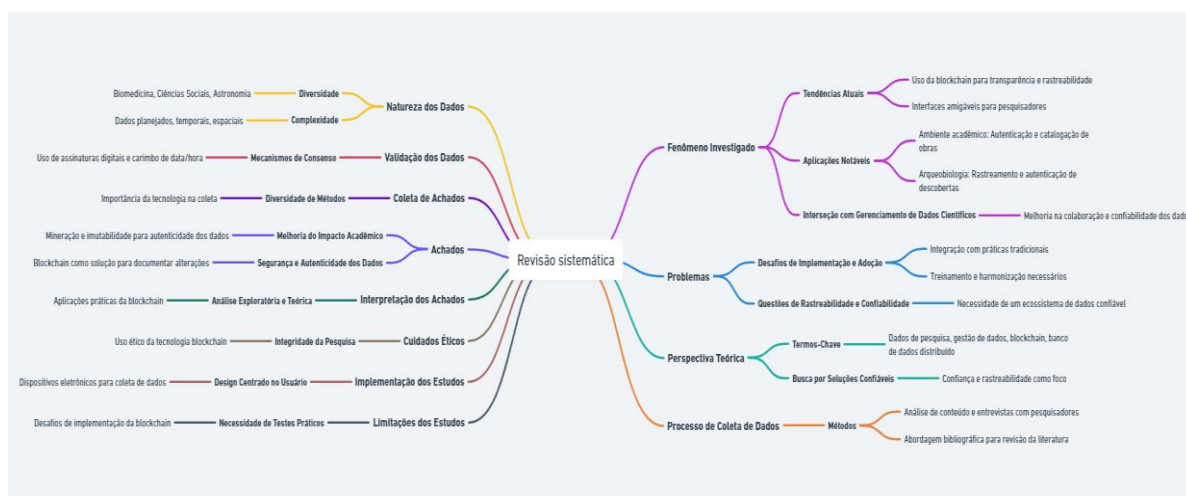 Revisão sistemática
Natureza dos Dados
Diversidade
Biomedicina, Ciências Sociais, Astronomia
Complexidade
Dados planejados, temporais, espaciais
Validação dos Dados
Mecanismos de Consenso
Uso de assinaturas digitais e carimbo de data/hora
Coleta de Achados
Diversidade de Métodos
Importância da tecnologia na coleta
Achados
Melhoria do Impacto Acadêmico
Mineração e imutabilidade para autenticidade dos dados
Segurança e Autenticidade dos Dados
Blockchain como solução para documentar alterações
Interpretação dos Achados
Análise Exploratória e Teórica
Aplicações práticas da blockchain
Cuidados Éticos
Integridade da Pesquisa
Uso ético da tecnologia blockchain
Implementação dos Estudos
Design Centrado no Usuário
Dispositivos eletrônicos para coleta de dados
Limitações dos Estudos
Necessidade de Testes Práticos
Desafios de implementação da blockchain
Fenômeno Investigado
Tendências Atuais
Uso da blockchain para transparência e rastreabilidade
Interfaces amigáveis para pesquisadores
Aplicações Notáveis
Ambiente acadêmico: Autenticação e catalogação de
obras
Arqueobiologia: Rastreamento e autenticação de
descobertas
Interseção com Gerenciamento de Dados Científicos
Melhoria na colaboração e confiabilidade dos dado
Problemas
Desafios de Implementação e Adoção
Integração com práticas tradicionais
Treinamento e harmonização necessários
Questões de Rastreabilidade e Confiabilidade
Necessidade de um ecossistema de dados confiável
Perspectiva Teórica
Termos-Chave
Dados de pesquisa, gestão de dados, blockchain, banco
de dados distribuído
Busca por Soluções Confiáveis
Confiança e rastreabilidade como foco
Processo de Coleta de Dados
Métodos
Análise de conteúdo e entrevistas com pesquisadores
Abordagem bibliográfica para revisão da literatura